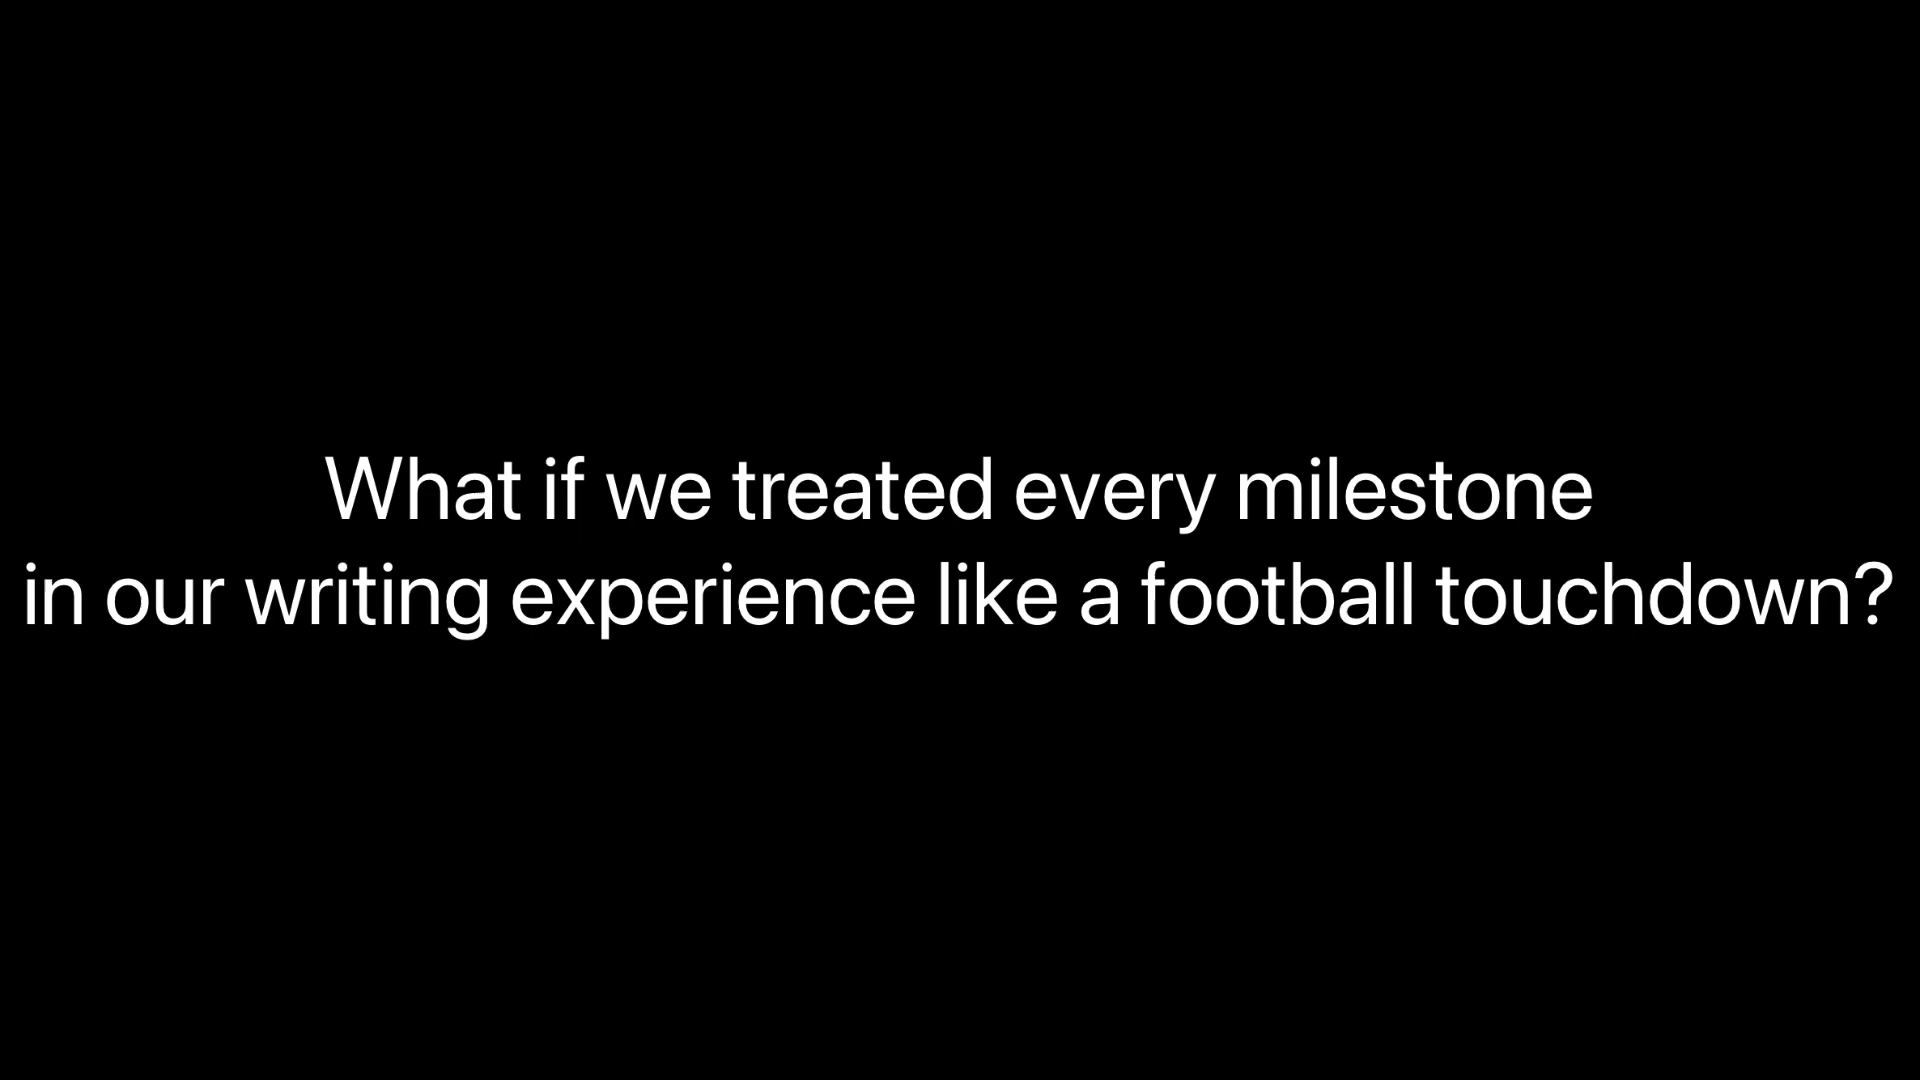 What if we treated every milestone
in our writing experience like a football touchdown?